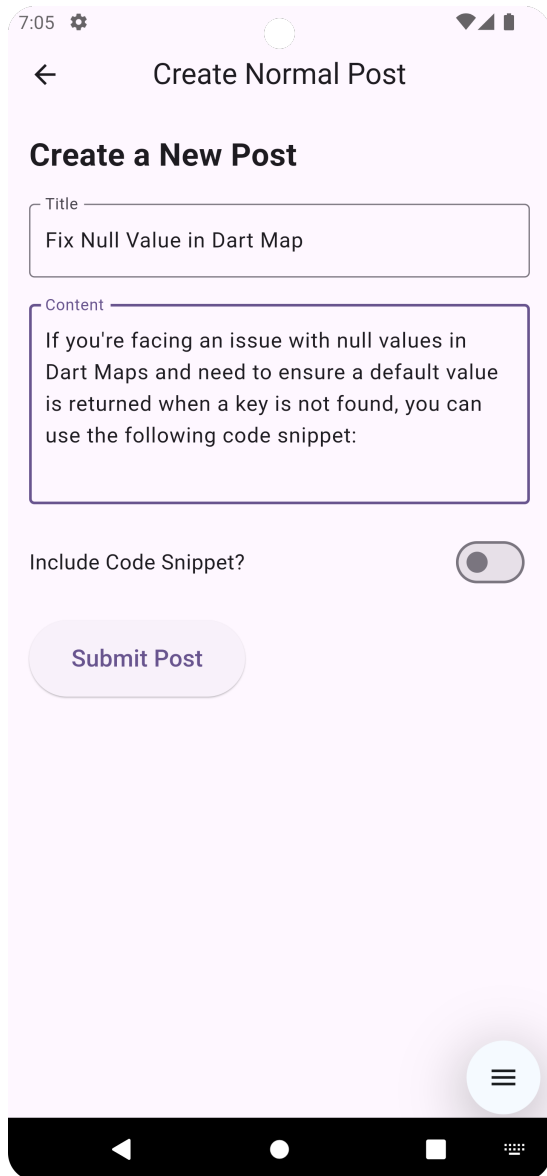 7:05
Create Normal Post
Create a New Post
Title
Fix Null Value in Dart Map
Content
If you're facing an issue with null values in
Dart Maps and need to ensure a default value
is returned when a key is not found, you can
use the following code snippet:
Include Code Snippet?
Submit Post